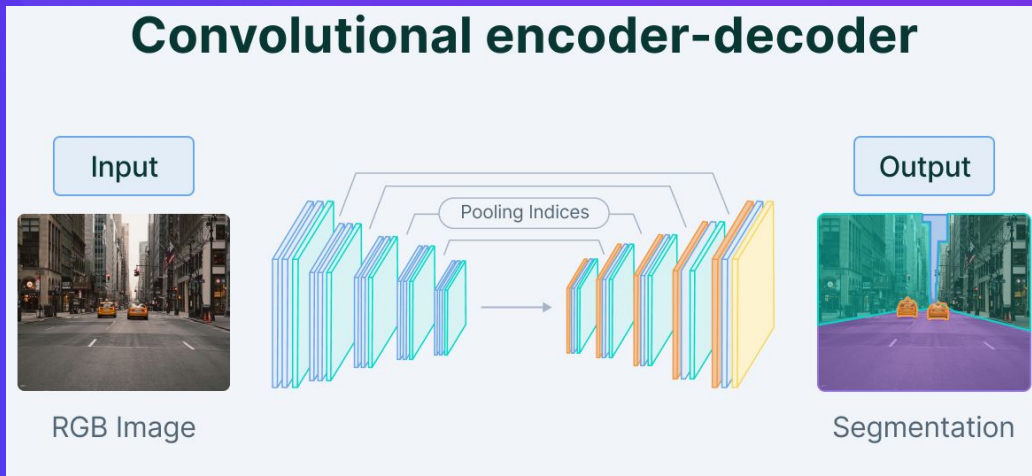 Convolutional encoder-decoder
Input
Output
Pooling Indices
RGB Image
Segmentation